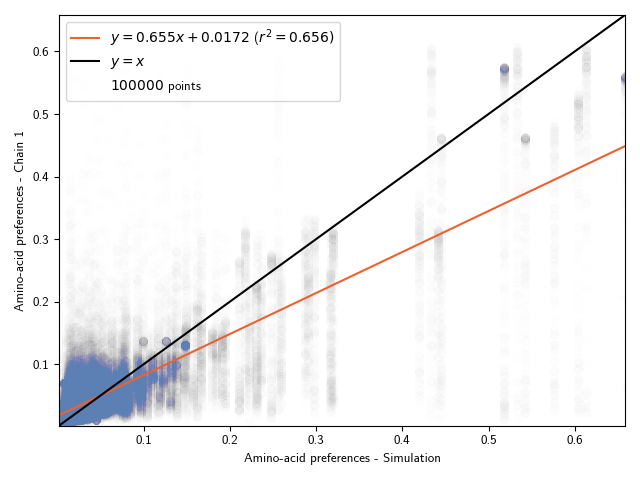 y = 0.655x + 0.0172 (r² = 0.656)
y = x
100000 points
Amino-acid preferences - Chain 1
0.6
0.5
0.4
0.3
0.2
0.1
0.1 0.2 0.3 0.4 0.5 0.6
Amino-acid preferences - Simulation